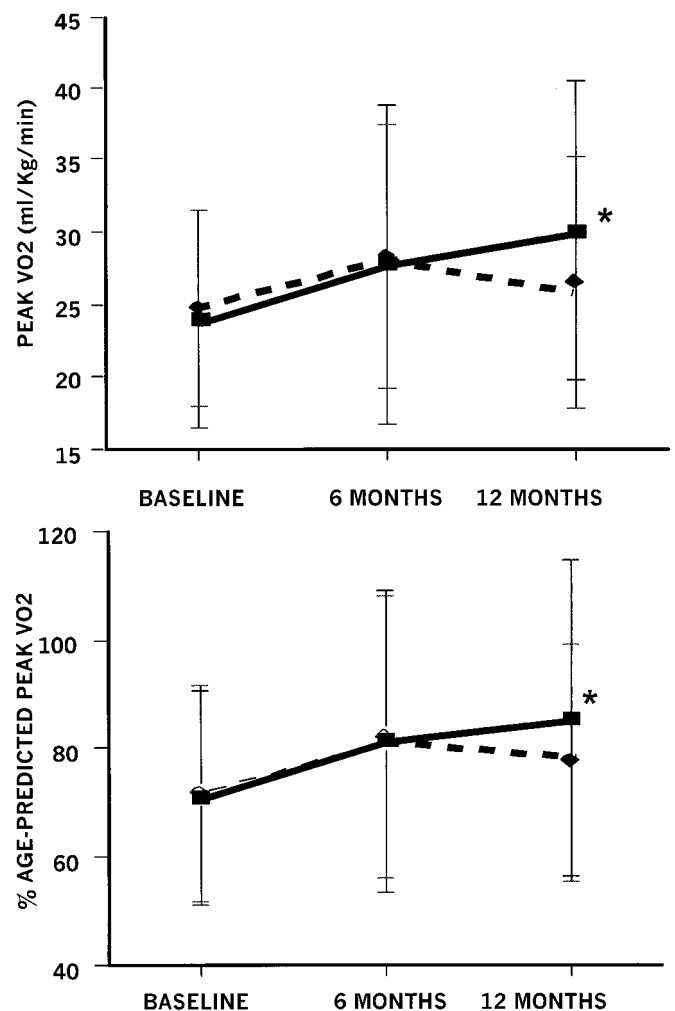 PEAK VO2 (ml/Kg/min)
45
40
35
30
25
20
15
*
BASELINE
6 MONTHS
12 MONTHS
% AGE-PREDICTED PEAK VO2
120
100
80
60
40
*
BASELINE
6 MONTHS
12 MONTHS